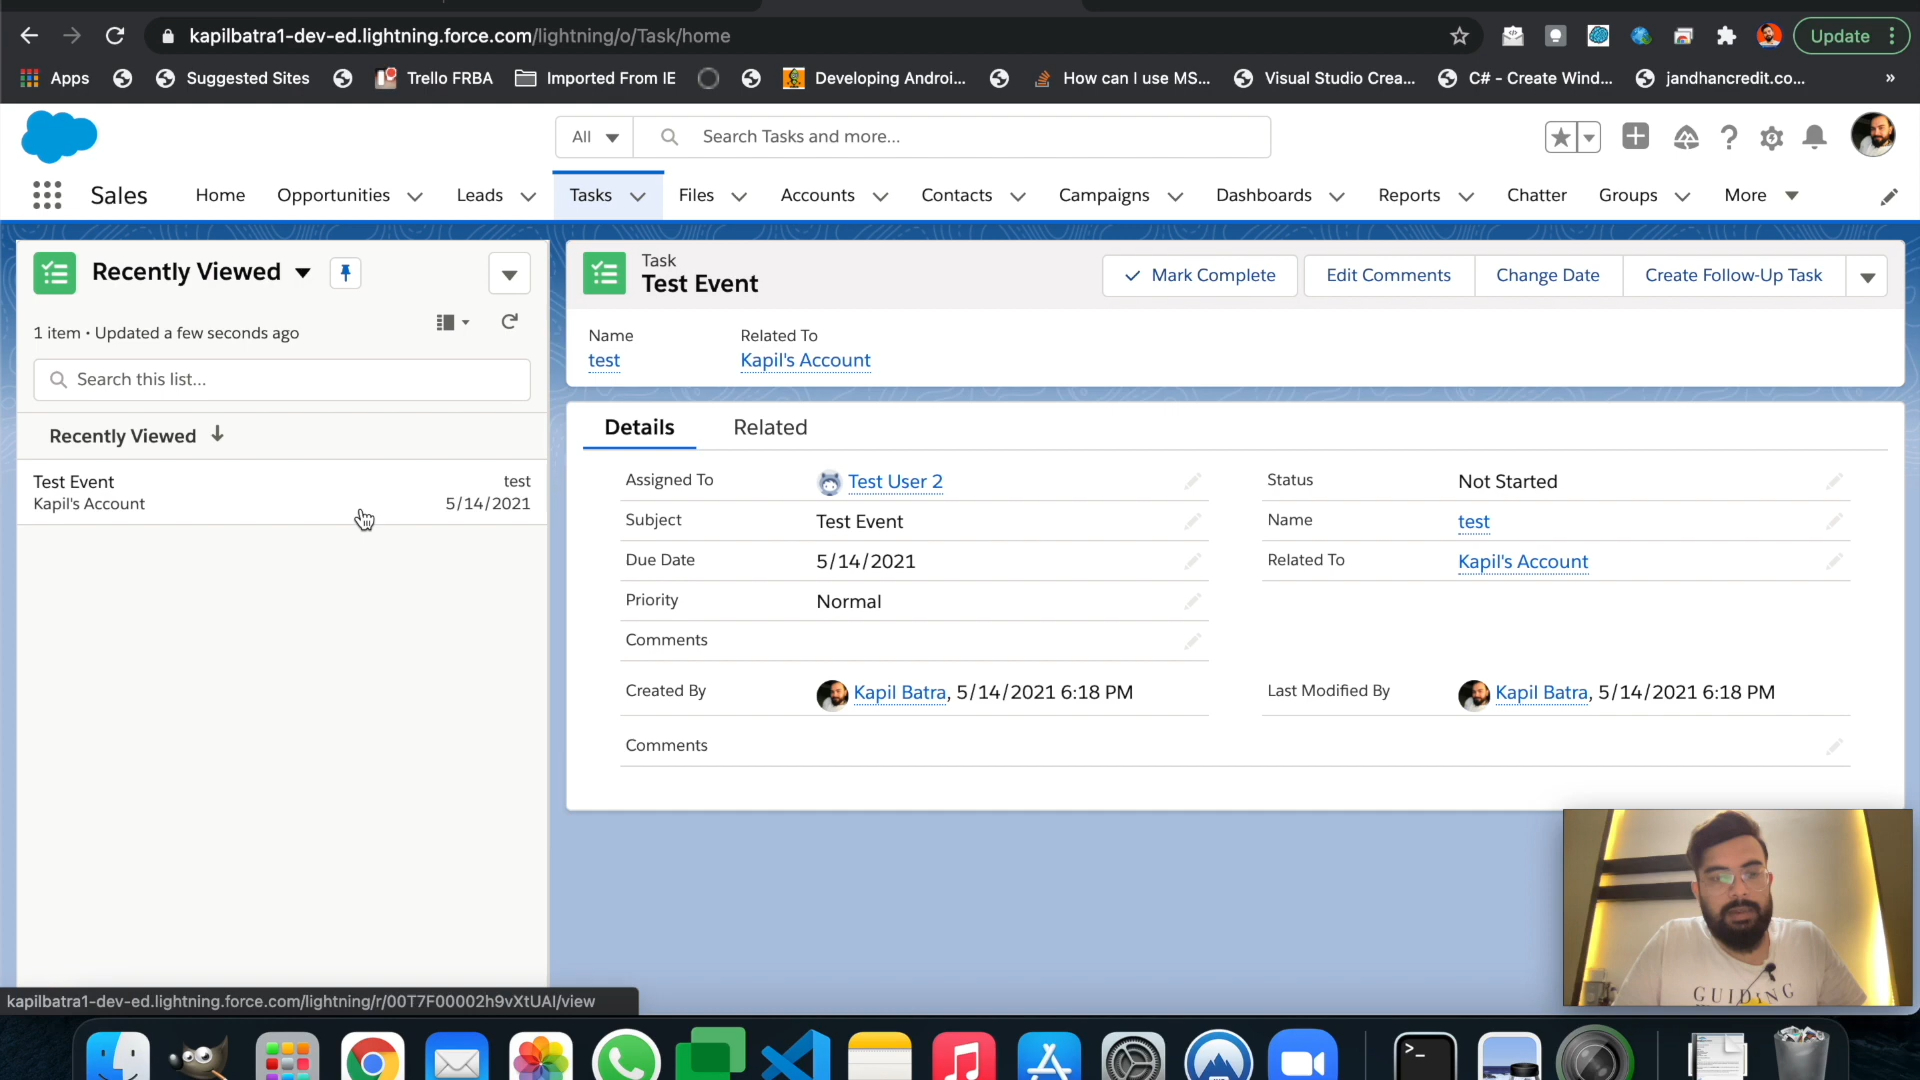 kapilbatra1-dev-ed.lightning.force.com/lightning/o/Task/home
Update
Apps
Suggested Sites
Trello FRBA
Imported From IE
Developing Androi...
How can I use MS...
Visual Studio Crea...
C# - Create Wind...
jandhancredit.co...
»
All
Search Tasks and more...
Sales
Home
Opportunities
Leads
Tasks
Files
Accounts
Contacts
Campaigns
Dashboards
Reports
Chatter
Groups
More
Recently Viewed
1 item • Updated a few seconds ago
Search this list...
Recently Viewed
Test Event
test
Kapil's Account
5/14/2021
Task
Test Event
Mark Complete
Edit Comments
Change Date
Create Follow-Up Task
Name
Related To
test
Kapil's Account
Details
Related
Assigned To
Test User 2
Status
Not Started
Subject
Test Event
Name
test
Due Date
5/14/2021
Related To
Kapil's Account
Priority
Normal
Comments
Created By
Kapil Batra, 5/14/2021 6:18 PM
Last Modified By
Kapil Batra, 5/14/2021 6:18 PM
Comments
GUIDING
kapilbatra1-dev-ed.lightning.force.com/lightning/r/00T7F00002h9vXtUAI/view